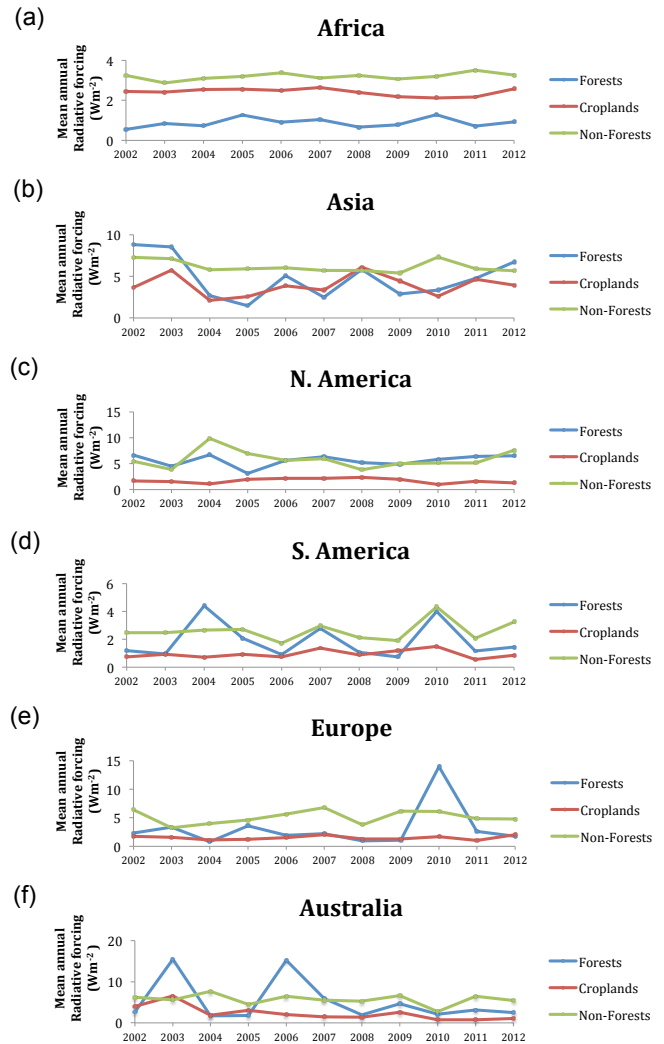 (a)
Africa
Mean annual
Radiative forcing
(Wm-2)
4
2
0
2002 2003 2004 2005 2006 2007 2008 2009 2010 2011 2012
Forests
Croplands
Non-Forests
(b)
Asia
Mean annual
Radiative forcing
(Wm-2)
10
5
0
2002 2003 2004 2005 2006 2007 2008 2009 2010 2011 2012
Forests
Croplands
Non-Forests
(c)
N. America
Mean annual
Radiative forcing
(Wm-2)
15
10
5
0
2002 2003 2004 2005 2006 2007 2008 2009 2010 2011 2012
Forests
Croplands
Non-Forests
(d)
S. America
Mean annual
Radiative forcing
(Wm-2)
6
4
2
0
2002 2003 2004 2005 2006 2007 2008 2009 2010 2011 2012
Forests
Croplands
Non-Forests
(e)
Europe
Mean annual
Radiative forcing
(Wm-2)
15
10
5
0
2002 2003 2004 2005 2006 2007 2008 2009 2010 2011 2012
Forests
Croplands
Non-Forests
(f)
Australia
Mean annual
Radiative forcing
(Wm-2)
20
10
0
2002 2003 2004 2005 2006 2007 2008 2009 2010 2011 2012
Forests
Croplands
Non-Forests